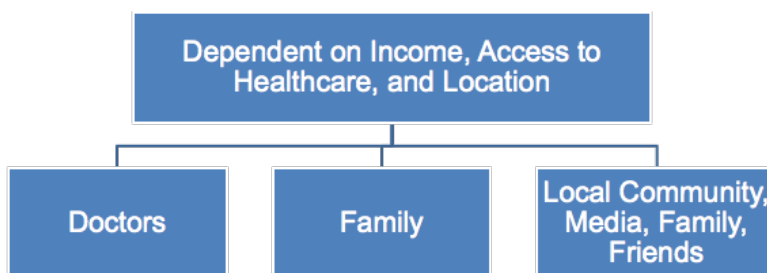 Dependent on Income, Access to
Healthcare, and Location
Doctors
Family
Local Community,
Media, Family,
Friends